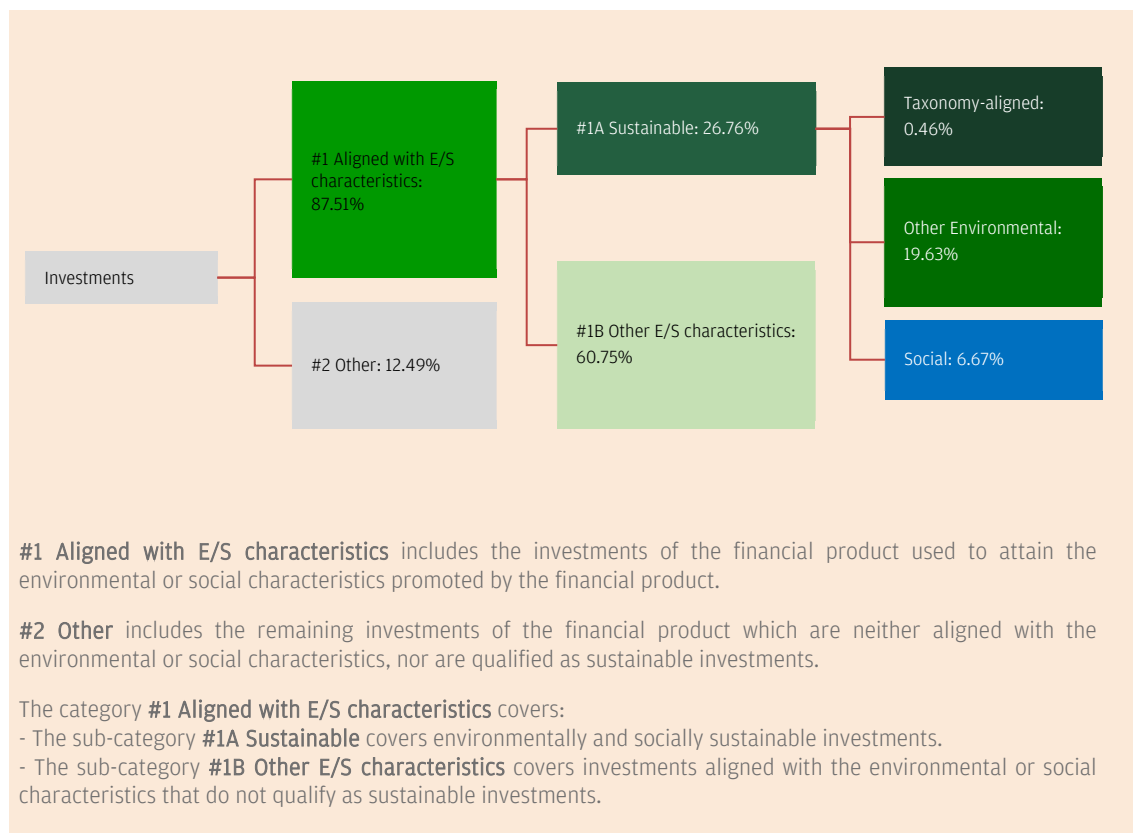 Investments
#1 Aligned with E/S
characteristics:
87.51%
#2 Other: 12.49%
#1A Sustainable: 26.76%
#1B Other E/S characteristics:
60.75%
Taxonomy-aligned:
0.46%
Other Environmental:
19.63%
Social: 6.67%
#1 Aligned with E/S characteristics includes the investments of the financial product used to attain the
environmental or social characteristics promoted by the financial product.
#2 Other includes the remaining investments of the financial product which are neither aligned with the
environmental or social characteristics, nor are qualified as sustainable investments.
The category #1 Aligned with E/S characteristics covers:
- The sub-category #1A Sustainable covers environmentally and socially sustainable investments.
- The sub-category #1B Other E/S characteristics covers investments aligned with the environmental or social
characteristics that do not qualify as sustainable investments.